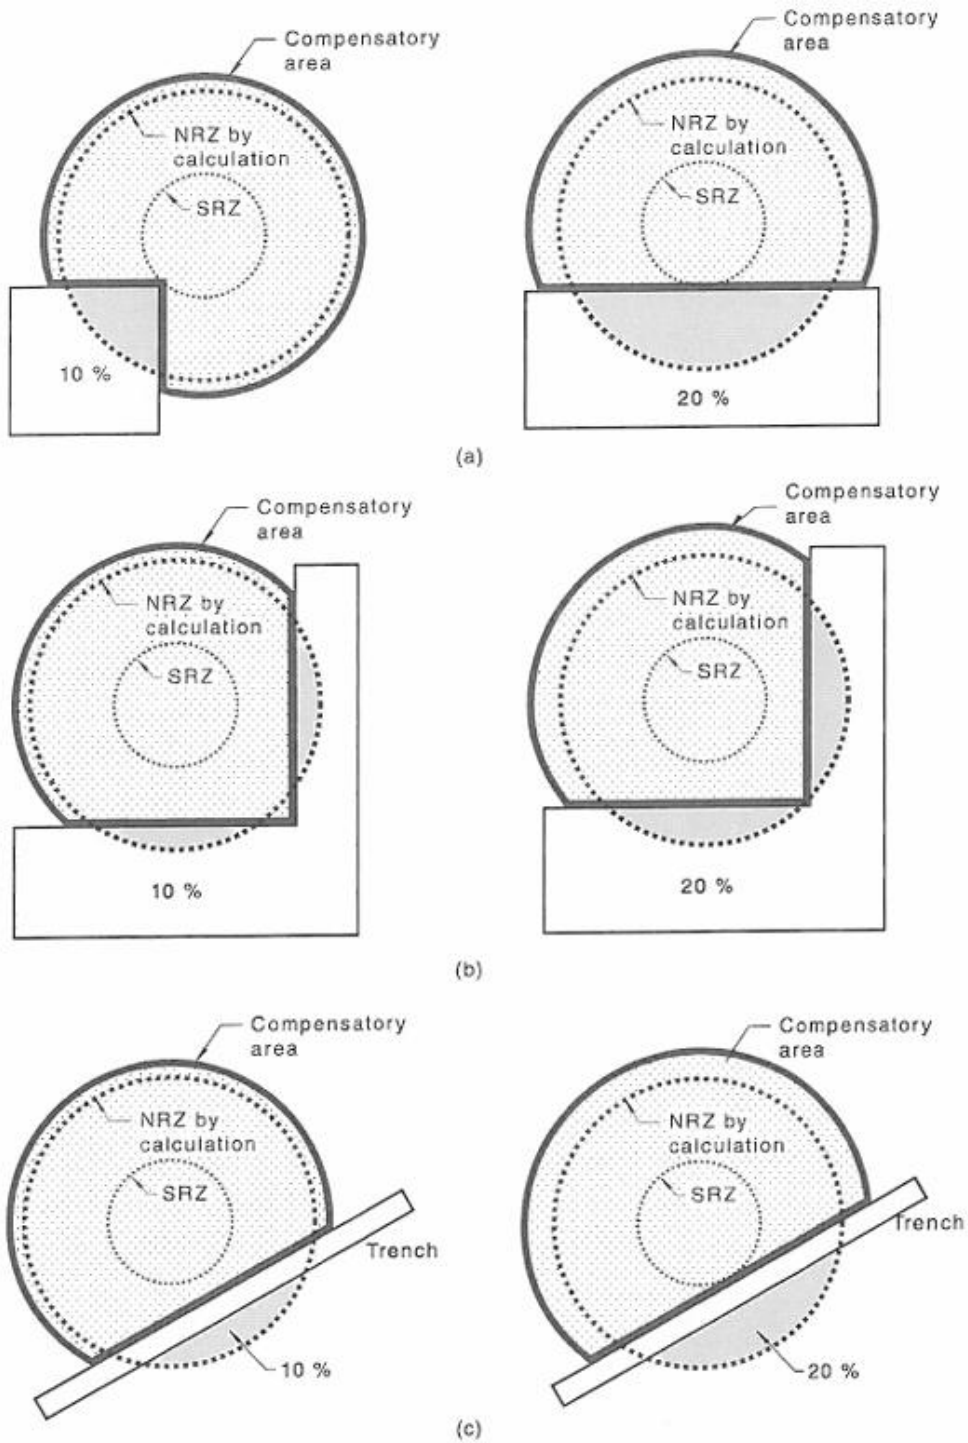 Compensatory
area
NRZ by
calculation
SRZ
10 %
Compensatory
area
NRZ by
calculation
SRZ
20 %
(a)
Compensatory
area
NRZ by
calculation
SRZ
10 %
Compensatory
area
NRZ by
calculation
SRZ
20 %
(b)
Compensatory
area
NRZ by
calculation
SRZ
Trench
10 %
Compensatory
area
NRZ by
calculation
SRZ
Trench
20 %
(c)